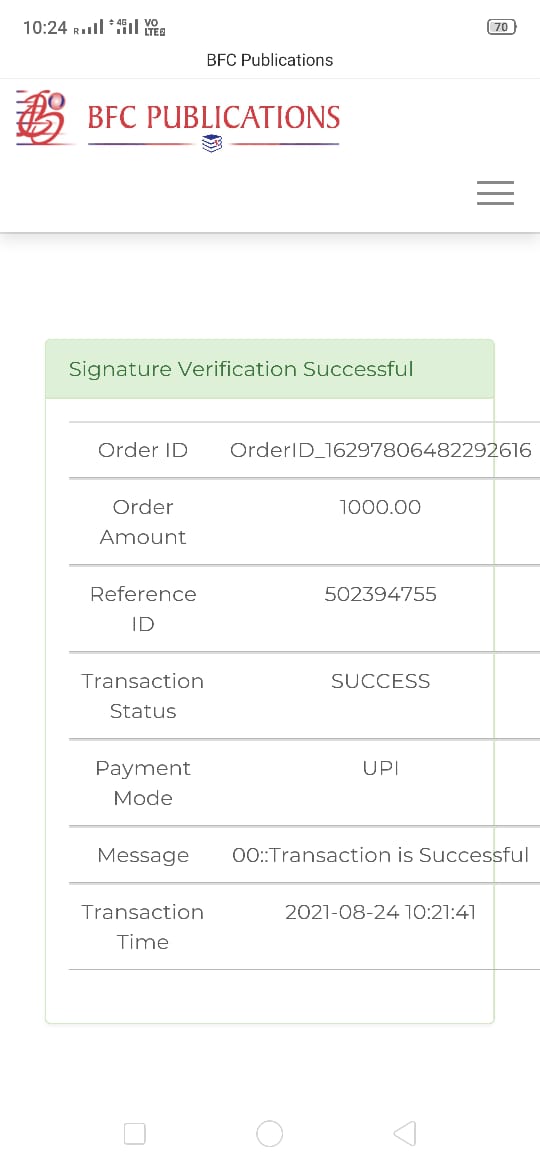 10:24 R 4G VO LTE 70
BFC Publications
BFC PUBLICATIONS
Signature Verification Successful
Order ID OrderID_16297806482292616
Order 1000.00
Amount
Reference 502394755
ID
Transaction SUCCESS
Status
Payment UPI
Mode
Message 00::Transaction is Successful
Transaction 2021-08-24 10:21:41
Time